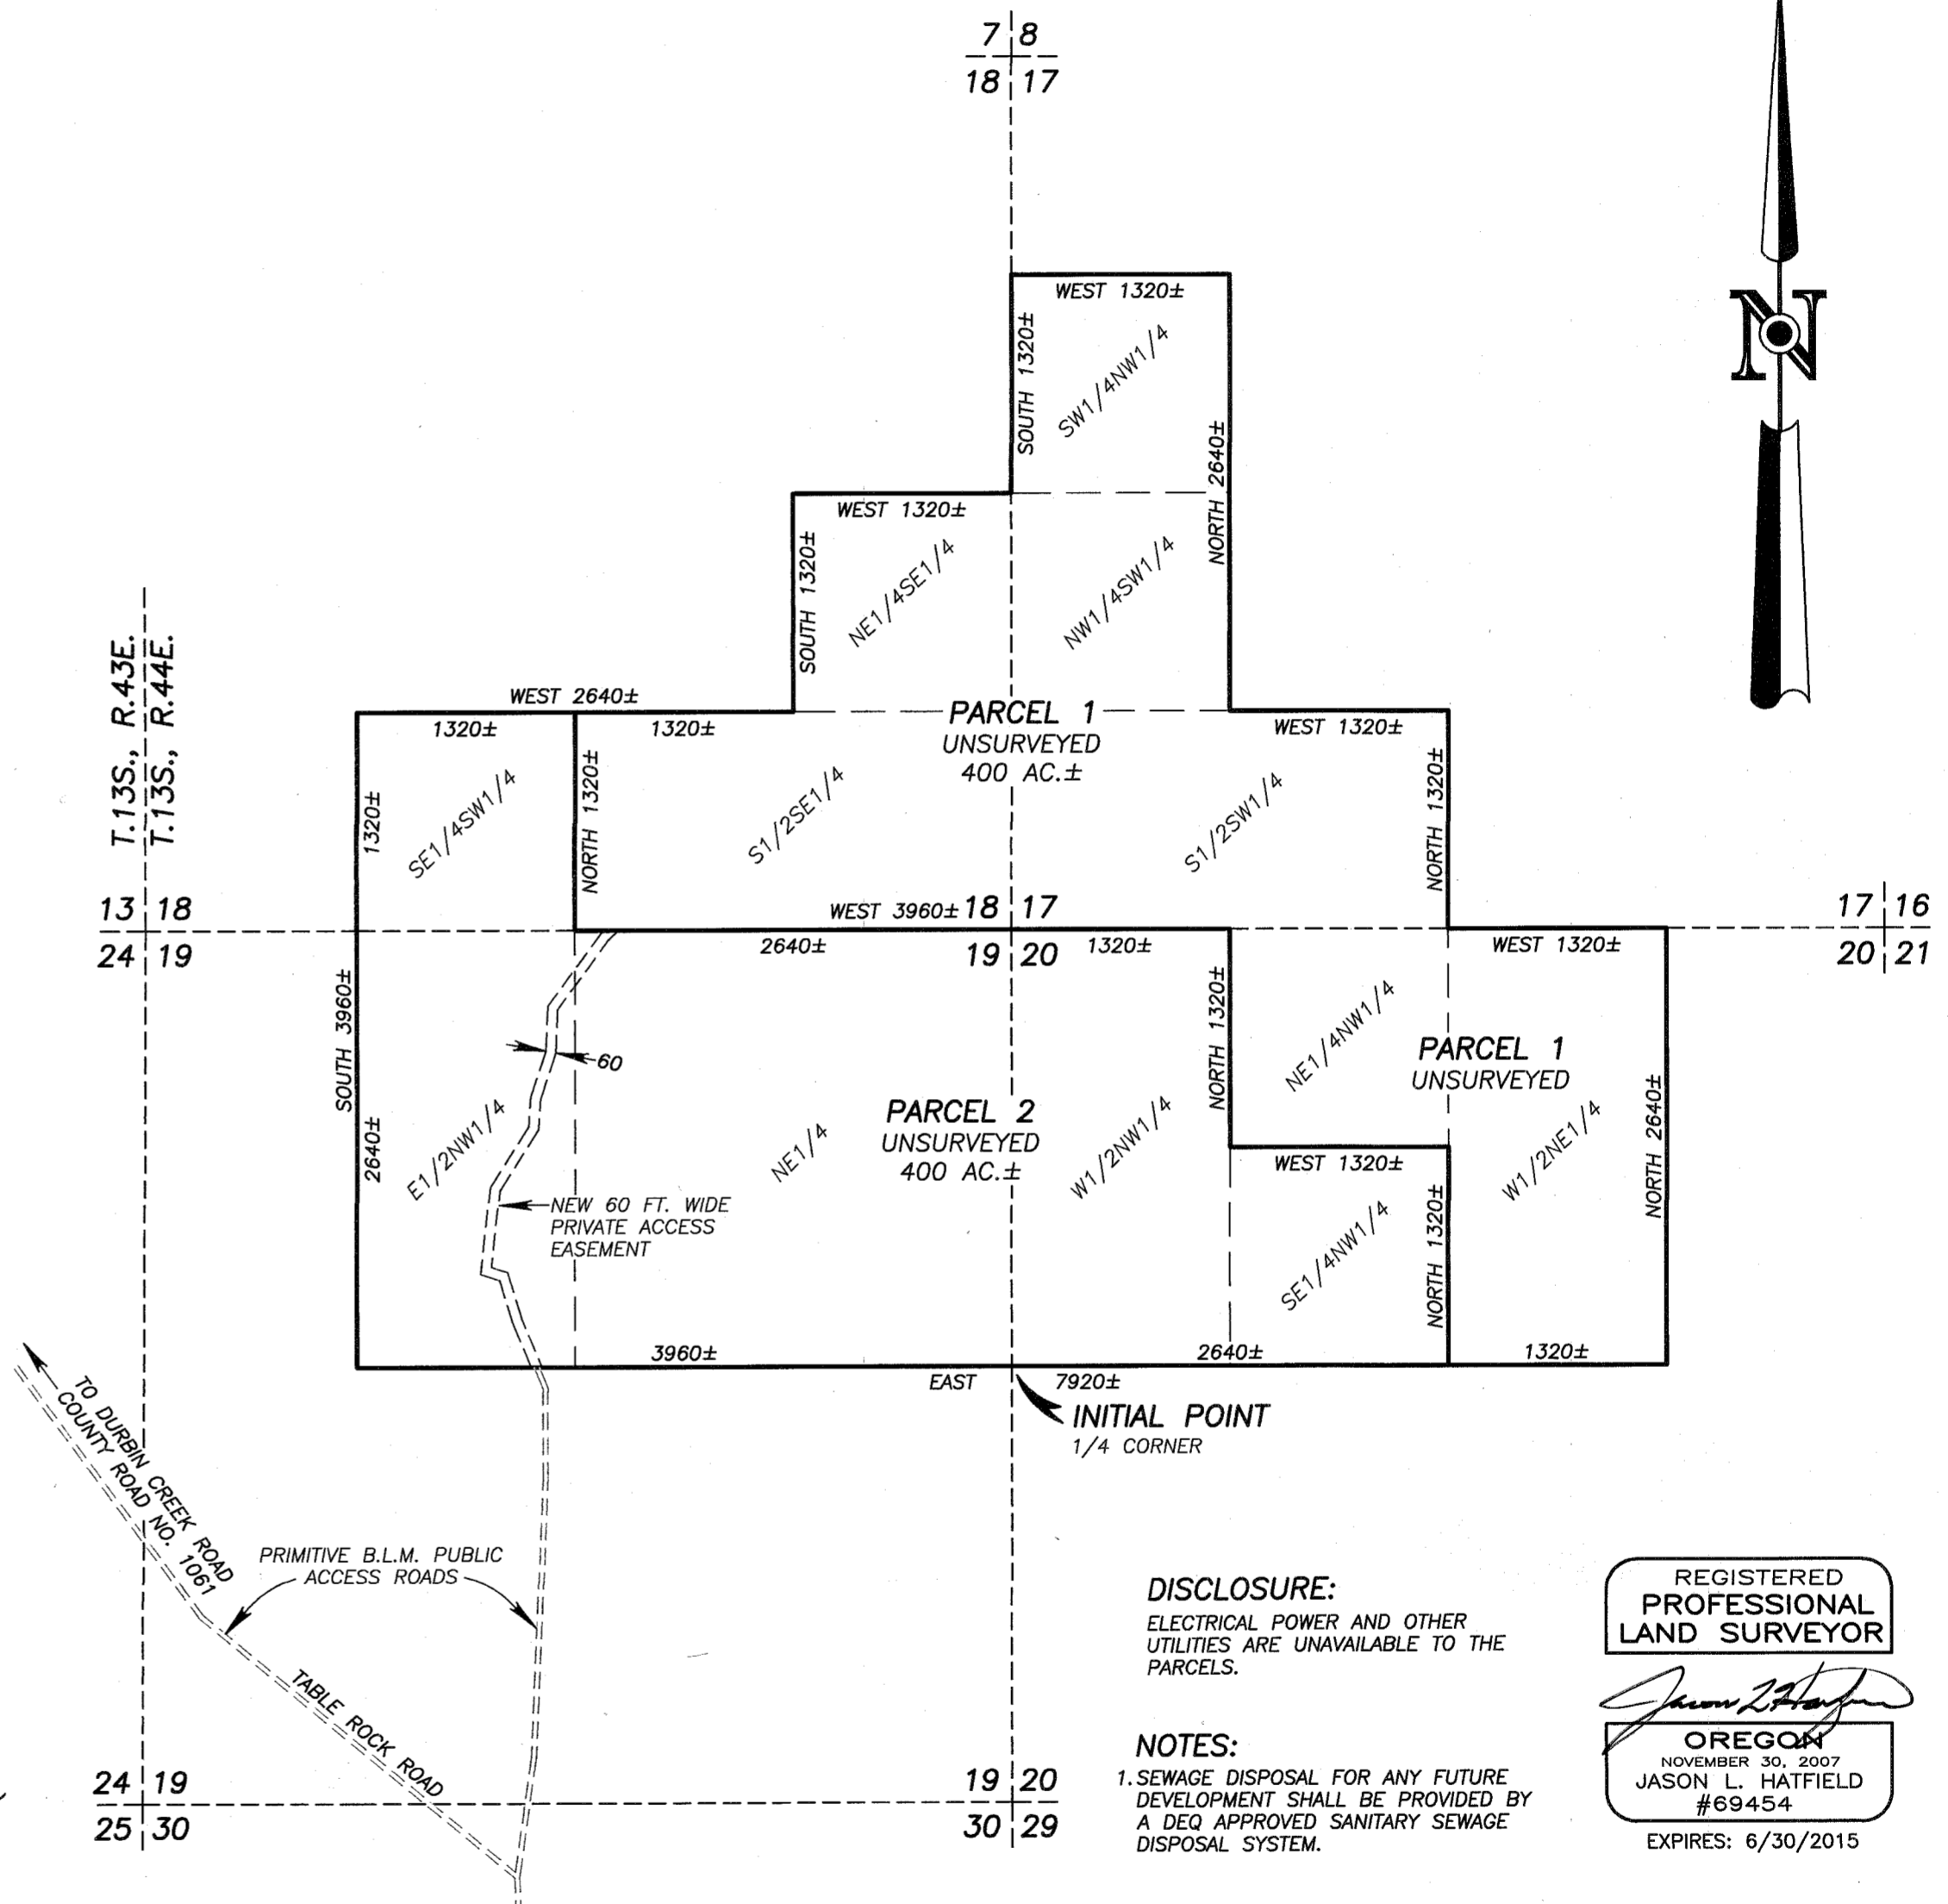 7 8
18 17
N
WEST 1320±
SOUTH 1320±
SW1/4NW1/4
NORTH 2640±
WEST 1320±
SOUTH 1320±
NE1/4SE1/4
NW1/4SW1/4
T.13S., R.43E.
T.13S., R.44E.
WEST 2640±
1320±
1320±
PARCEL 1
UNSURVEYED
400 AC.±
WEST 1320±
1320±
SE1/4SW1/4
NORTH 1320±
S1/2SE1/4
S1/2SW1/4
NORTH 1320±
13 18
24 19
WEST 3960±
18 17
19 20
2640±
1320±
WEST 1320±
17 16
20 21
SOUTH 3960±
2640±
E1/2NW1/4
60
NE1/4
PARCEL 2
UNSURVEYED
400 AC.±
W1/2NW1/4
NORTH 1320±
NE1/4NW1/4
PARCEL 1
UNSURVEYED
W1/2NE1/4
NORTH 2640±
WEST 1320±
SE1/4NW1/4
NORTH 1320±
NEW 60 FT. WIDE
PRIVATE ACCESS
EASEMENT
3960±
2640±
1320±
EAST 7920±
INITIAL POINT
1/4 CORNER
TO DURBIN CREEK ROAD
COUNTY ROAD NO. 1061
PRIMITIVE B.L.M. PUBLIC
ACCESS ROADS
TABLE ROCK ROAD
24 19
25 30
19 20
30 29
DISCLOSURE:
ELECTRICAL POWER AND OTHER
UTILITIES ARE UNAVAILABLE TO THE
PARCELS.
NOTES:
1. SEWAGE DISPOSAL FOR ANY FUTURE
DEVELOPMENT SHALL BE PROVIDED BY
A DEQ APPROVED SANITARY SEWAGE
DISPOSAL SYSTEM.
REGISTERED
PROFESSIONAL
LAND SURVEYOR
Jason L Hatfield
OREGON
NOVEMBER 30, 2007
JASON L. HATFIELD
#69454
EXPIRES: 6/30/2015